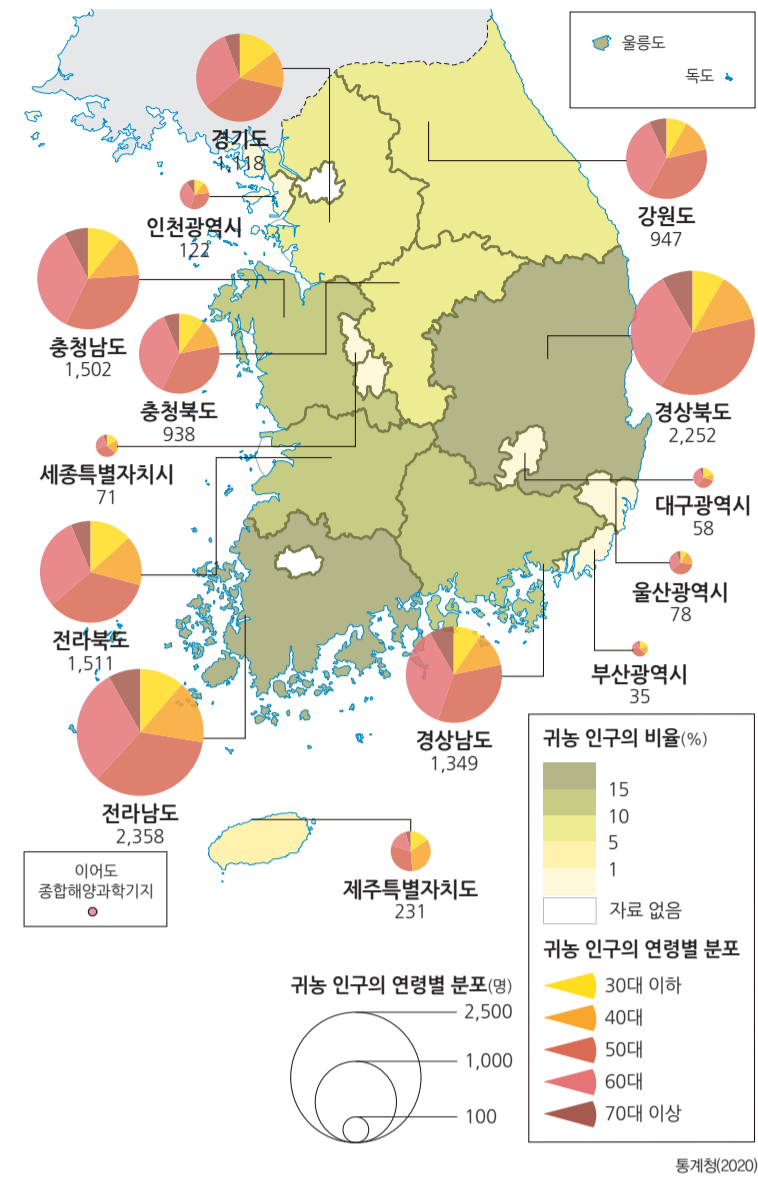 울릉도
독도
경기도
1,118
인천광역시
122
강원도
947
충청남도
1,502
충청북도
938
경상북도
2,252
세종특별자치시
71
대구광역시
58
전라북도
1,511
울산광역시
78
부산광역시
35
경상남도
1,349
전라남도
2,358
제주특별자치도
231
이어도
종합해양과학기지
귀농 인구의 비율(%)
15
10
5
1
자료 없음
귀농 인구의 연령별 분포
30대 이하
40대
50대
60대
70대 이상
귀농 인구의 연령별 분포(명)
2,500
1,000
100
통계청(2020)